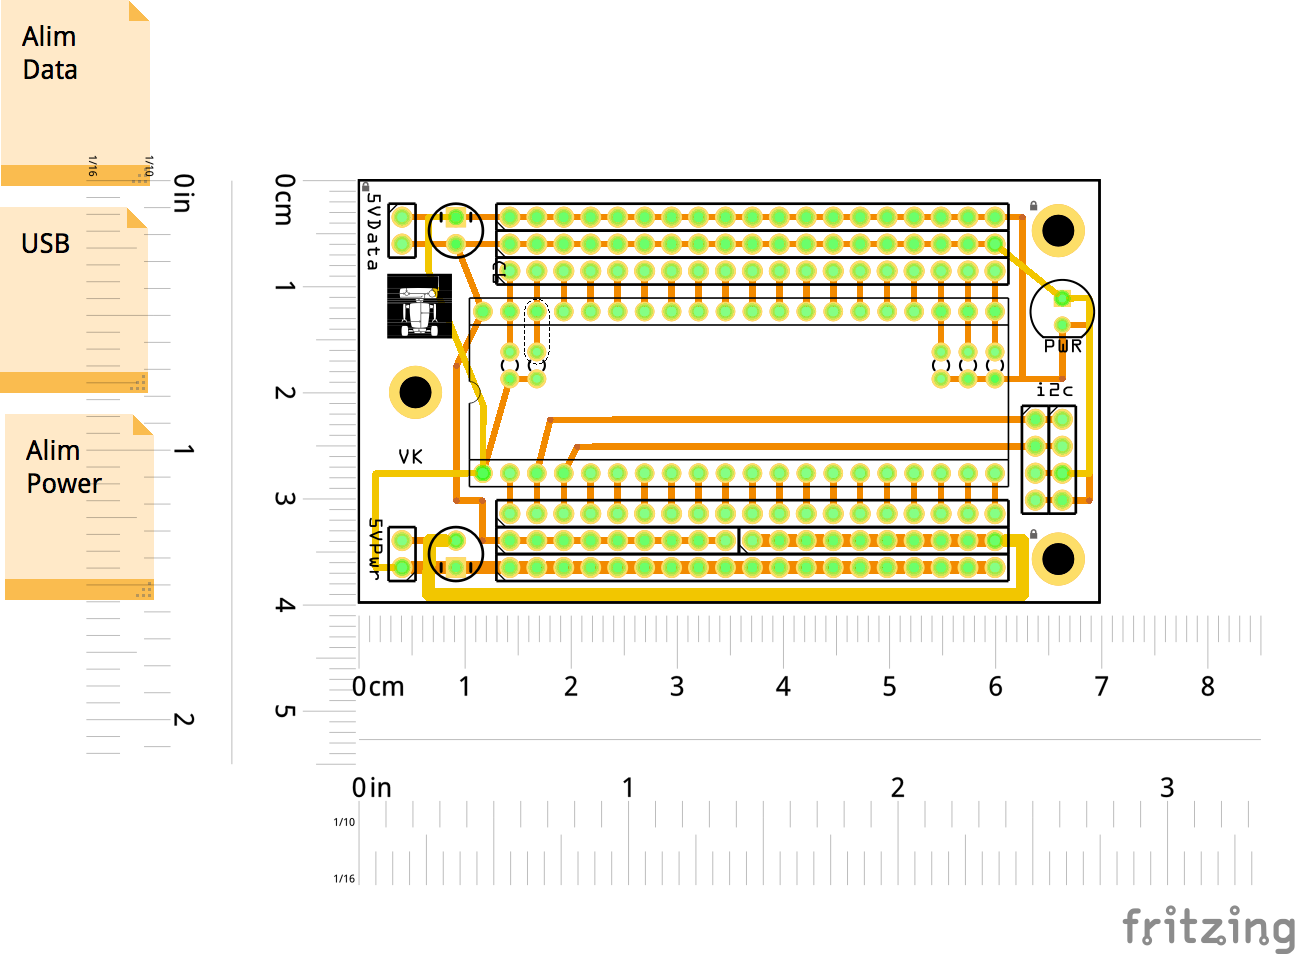 Alim
Data
USB
Alim
Power
1/16
1/10
0in
1
2
0cm
1
2
3
4
5
5VData
PWR
i2c
VK
5VPwr
0cm 1 2 3 4 5 6 7 8
0in 1 2 3
1/10
1/16
fritzing